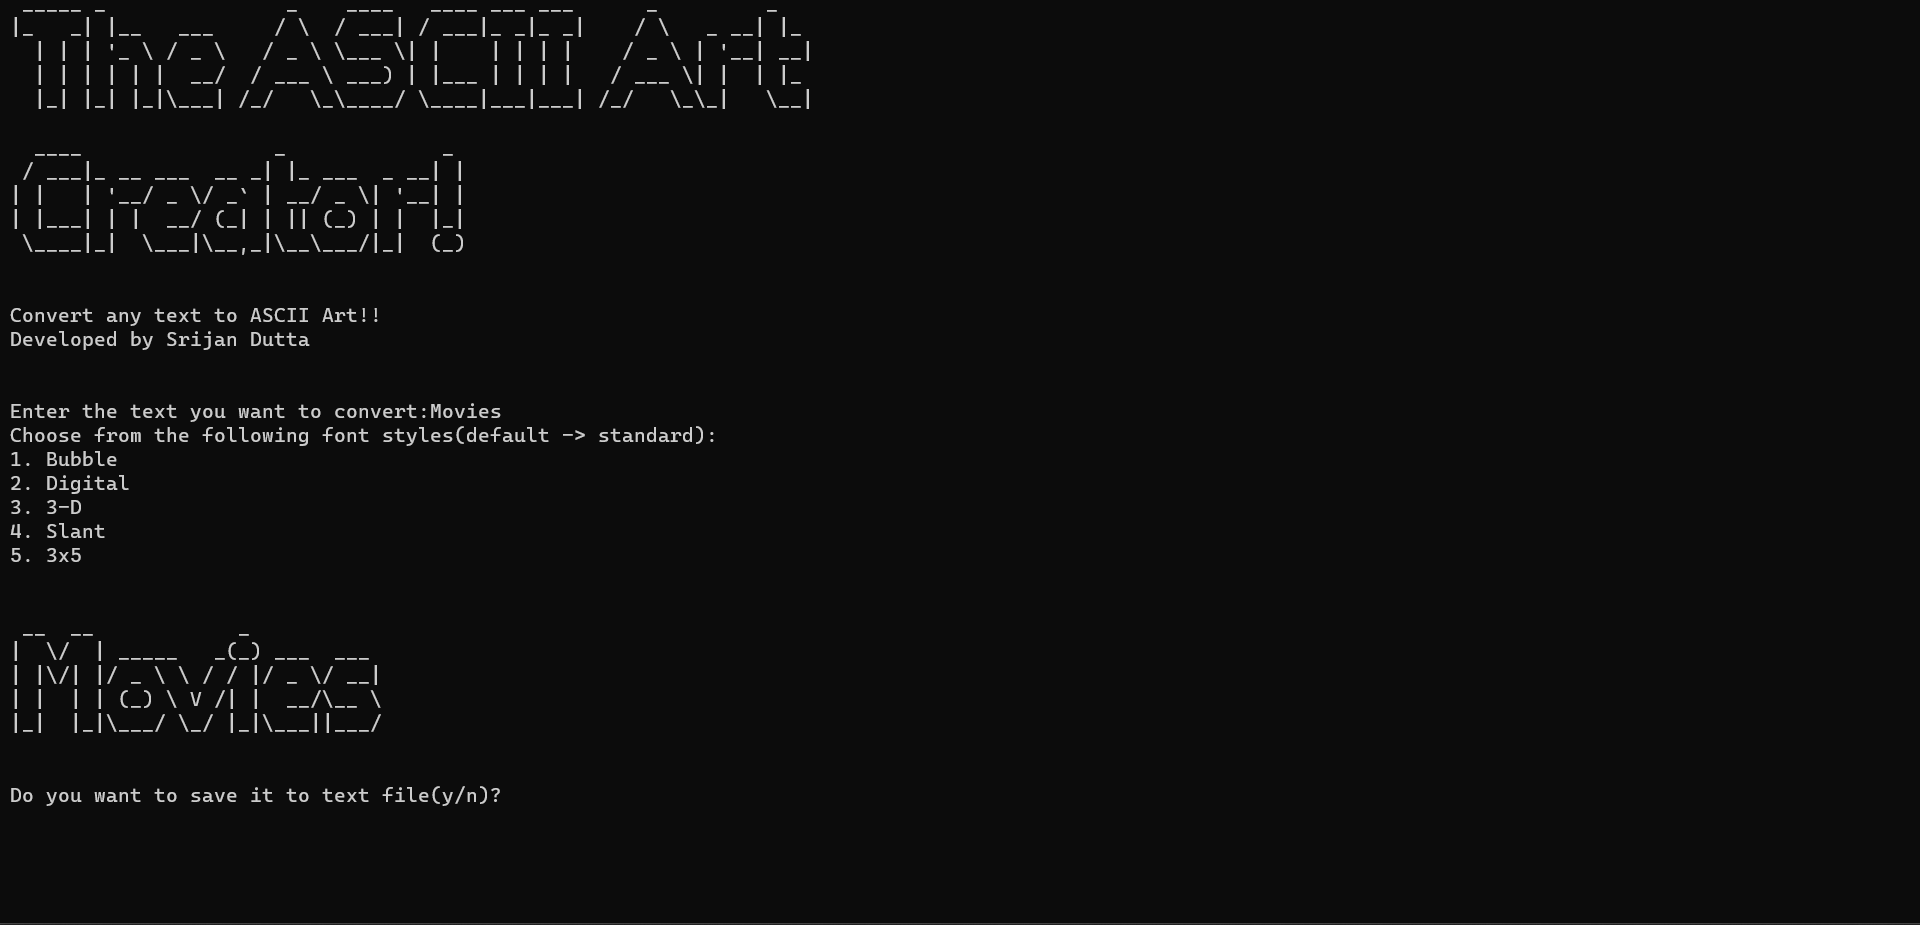 The ASCII Art
Creator!
Convert any text to ASCII Art!!
Developed by Srijan Dutta
Enter the text you want to convert:Movies
Choose from the following font styles(default -> standard):
1. Bubble
2. Digital
3. 3-D
4. Slant
5. 3x5
Movies
Do you want to save it to text file(y/n)?